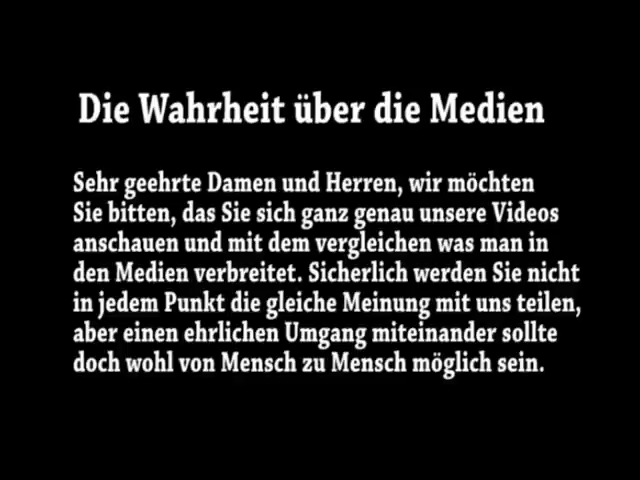 Die Wahrheit über die Medien
Sehr geehrte Damen und Herren, wir möchten
Sie bitten, das Sie sich ganz genau unsere Videos
anschauen und mit dem vergleichen was man in
den Medien verbreitet. Sicherlich werden Sie nicht
in jedem Punkt die gleiche Meinung mit uns teilen,
aber einen ehrlichen Umgang miteinander sollte
doch wohl von Mensch zu Mensch möglich sein.